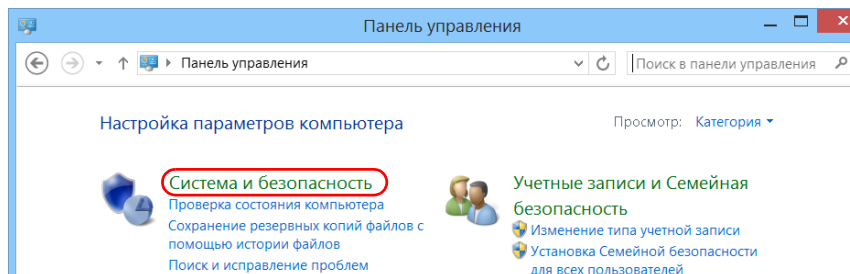 Панель управления
Панель управления
Поиск в панели управления
Настройка параметров компьютера
Просмотр: Категория
Система и безопасность
Проверка состояния компьютера
Сохранение резервных копий файлов с
помощью истории файлов
Поиск и исправление проблем
Учетные записи и Семейная
безопасность
Изменение типа учетной записи
Установка Семейной безопасности
для всех пользователей